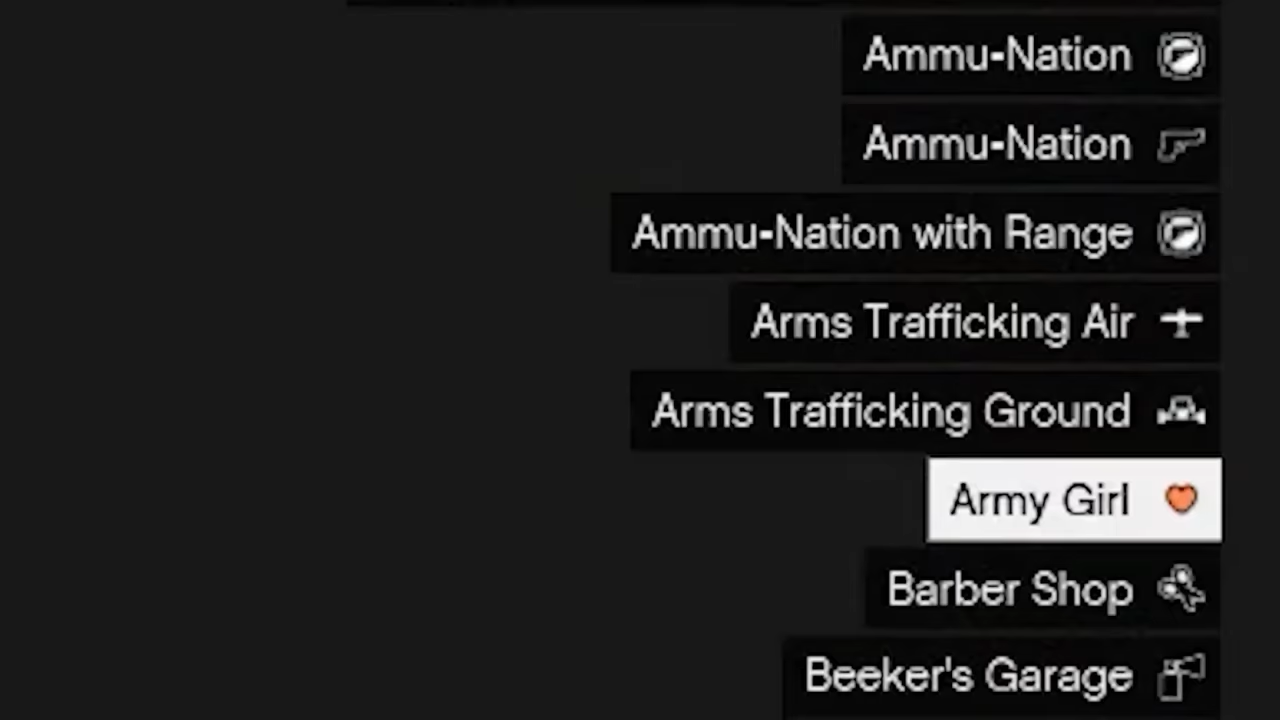 Ammu-Nation
Ammu-Nation
Ammu-Nation with Range
Arms Trafficking Air
Arms Trafficking Ground
Army Girl
Barber Shop
Beeker's Garage